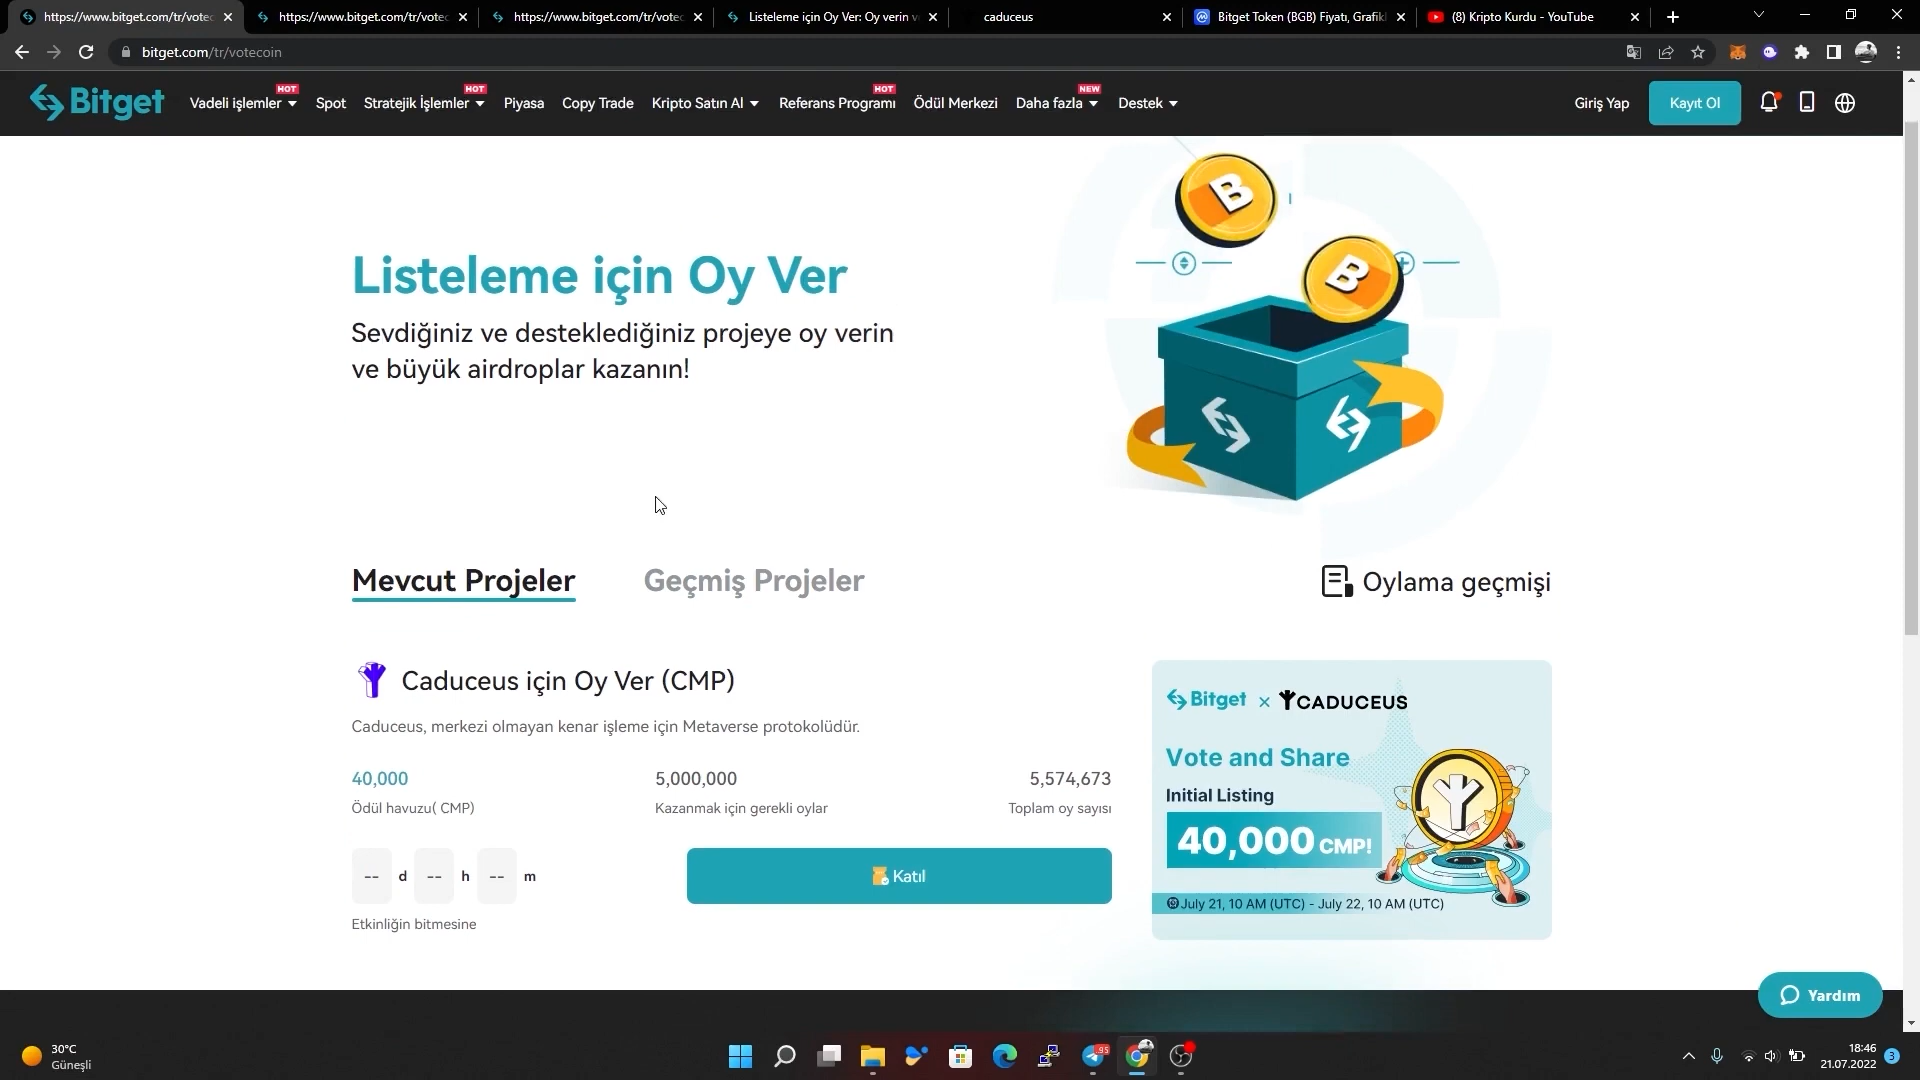 https://www.bitget.com/tr/votec
https://www.bitget.com/tr/votec
https://www.bitget.com/tr/votec
Listeleme için Oy Ver: Oy verin v
caduceus
Bitget Token (BGB) Fiyatı, Grafikl
(8) Kripto Kurdu - YouTube
bitget.com/tr/votecoin
Bitget
Vadeli işlemler
HOT
Spot
Stratejik İşlemler
HOT
Piyasa
Copy Trade
Kripto Satın Al
Referans Programı
HOT
Ödül Merkezi
Daha fazla
NEW
Destek
Giriş Yap
Kayıt Ol
Listeleme için Oy Ver
Sevdiğiniz ve desteklediğiniz projeye oy verin
ve büyük airdroplar kazanın!
B
B
Mevcut Projeler
Geçmiş Projeler
Oylama geçmişi
Caduceus için Oy Ver (CMP)
Caduceus, merkezi olmayan kenar işleme için Metaverse protokolüdür.
40,000
5,000,000
5,574,673
Ödül havuzu( CMP)
Kazanmak için gerekli oylar
Toplam oy sayısı
-- d -- h -- m
Katıl
Etkinliğin bitmesine
Bitget × CADUCEUS
Vote and Share
Initial Listing
40,000 CMP!
July 21, 10 AM (UTC) - July 22, 10 AM (UTC)
Yardım
30°C
Güneşli
95
18:46
21.07.2022
3